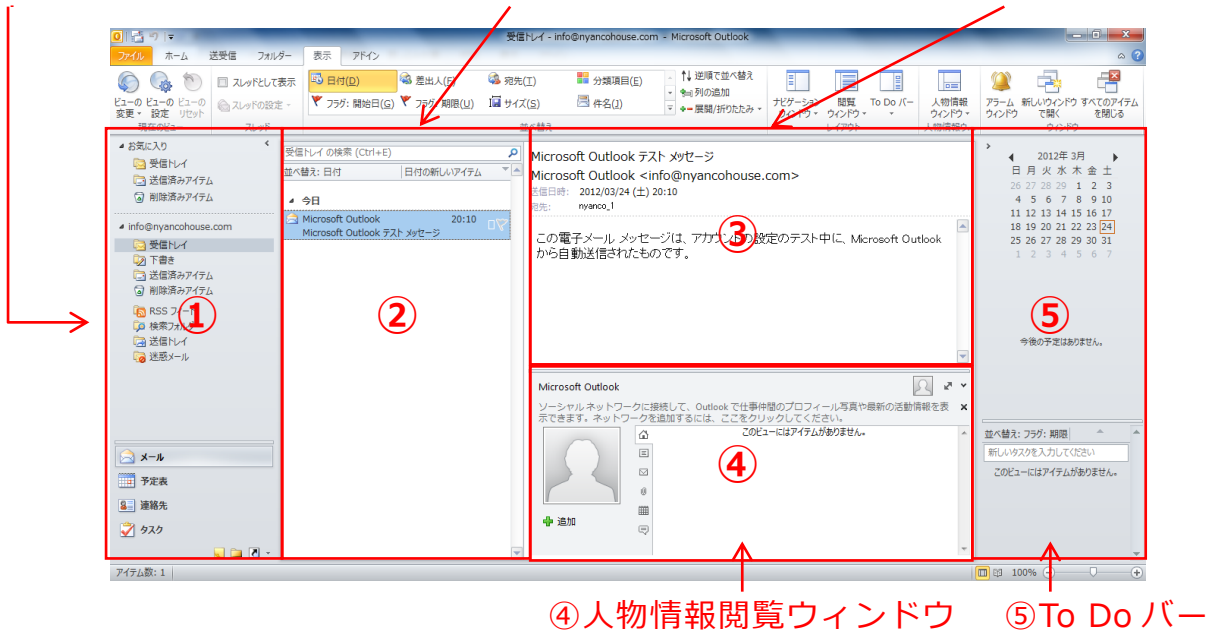 受信トレイ - info@nyancohouse.com - Microsoft Outlook
ファイル ホーム 送受信 フォルダー 表示 アドイン
ビューの変更 ビューの設定 ビューのリセット
現在のビュー
スレッドとして表示
スレッドの設定
スレッド
日付(D) 差出人(F) 宛先(T) 分類項目(E)
フラグ: 開始日(G) フラグ: 期限(U) サイズ(S) 件名(J)
逆順で並べ替え
列の追加
展開/折りたたみ
並べ替え
ナビゲーション ウィンドウ 閲覧ウィンドウ To Do バー
レイアウト
人物情報ウィンドウ
人物情報ウ
アラーム ウィンドウ 新しいウィンドウで開く すべてのアイテムを閉じる
ウィンドウ
お気に入り
受信トレイ
送信済みアイテム
削除済みアイテム
info@nyancohouse.com
受信トレイ
下書き
送信済みアイテム
削除済みアイテム
RSS フィード
検索フォルダー
送信トレイ
迷惑メール
①
メール
予定表
連絡先
タスク
アイテム数: 1
受信トレイ の検索 (Ctrl+E)
並べ替え: 日付 日付の新しいアイテム
今日
Microsoft Outlook 20:10
Microsoft Outlook テスト メッセージ
②
Microsoft Outlook テスト メッセージ
Microsoft Outlook <info@nyancohouse.com>
送信日時: 2012/03/24 (土) 20:10
宛先: nyanco_1
この電子メール メッセージは、アカウントの設定のテスト中に、Microsoft Outlook
から自動送信されたものです。
③
Microsoft Outlook
ソーシャル ネットワークに接続して、Outlook で仕事仲間のプロフィール写真や最新の活動情報を表
示できます。ネットワークを追加するには、ここをクリックしてください。
このビューにはアイテムがありません。
追加
④
2012年 3月
日 月 火 水 木 金 土
26 27 28 29 1 2 3
4 5 6 7 8 9 10
11 12 13 14 15 16 17
18 19 20 21 22 23 24
25 26 27 28 29 30 31
1 2 3 4 5 6 7
⑤
今後の予定はありません。
並べ替え: フラグ: 期限
新しいタスクを入力してください
このビューにはアイテムがありません。
100%
④人物情報閲覧ウィンドウ ⑤To Do バー